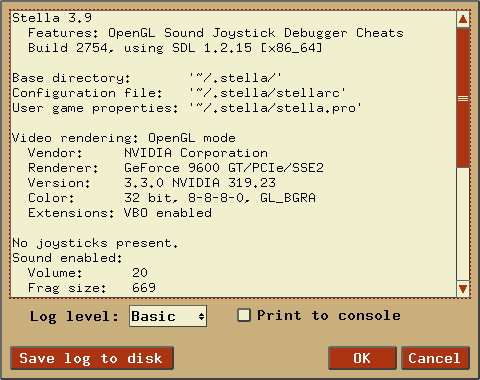 Stella 3.9
Features: OpenGL Sound Joystick Debugger Cheats
Build 2754, using SDL 1.2.15 [x86_64]
Base directory: '~/.stella/'
Configuration file: '~/.stella/stellarc'
User game properties: '~/.stella/stella.pro'
Video rendering: OpenGL mode
Vendor: NVIDIA Corporation
Renderer: GeForce 9600 GT/PCIe/SSE2
Version: 3.3.0 NVIDIA 319.23
Color: 32 bit, 8-8-8-0, GL_BGRA
Extensions: VBO enabled
No joysticks present.
Sound enabled:
Volume: 20
Frag size: 669
Log level: Basic Print to console
Save log to disk OK Cancel